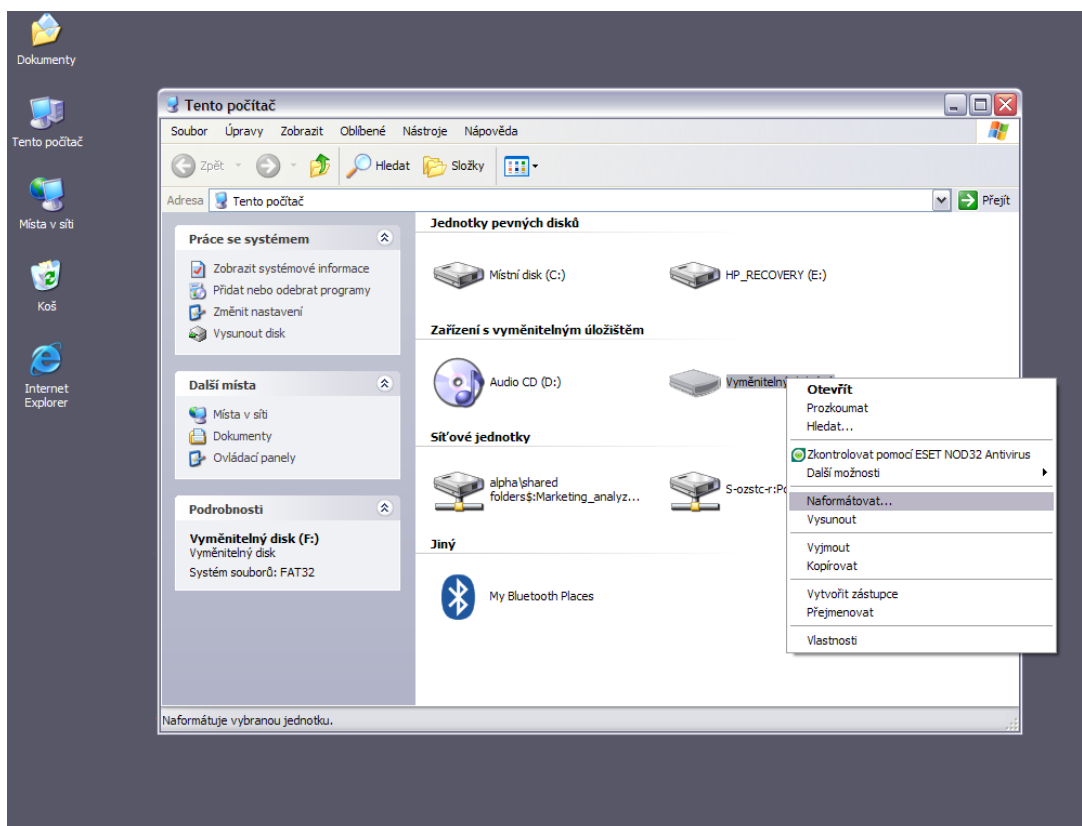 Dokumenty
Tento počítač
Místa v síti
Koš
Internet
Explorer
Tento počítač
Soubor Úpravy Zobrazit Oblíbené Nástroje Nápověda
Zpět Hledat Složky
Adresa Tento počítač Přejít
Práce se systémem
Zobrazit systémové informace
Přidat nebo odebrat programy
Změnit nastavení
Vysunout disk
Další místa
Místa v síti
Dokumenty
Ovládací panely
Podrobnosti
Vyměnitelný disk (F:)
Vyměnitelný disk
Systém souborů: FAT32
Jednotky pevných disků
Místní disk (C:) HP_RECOVERY (E:)
Zařízení s vyměnitelným úložištěm
Audio CD (D:) Vyměnitelný
Síťové jednotky
alpha\shared
folders$:Marketing_analyz...
S-ozstc-r:Po
Jiný
My Bluetooth Places
Otevřít
Prozkoumat
Hledat...
Zkontrolovat pomocí ESET NOD32 Antivirus
Další možnosti
Naformátovat...
Vysunout
Vyjmout
Kopírovat
Vytvořit zástupce
Přejmenovat
Vlastnosti
Naformátuje vybranou jednotku.